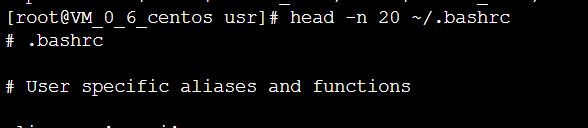 [root@VM_0_6_centos usr]# head -n 20 ~/.bashrc
# .bashrc
# User specific aliases and functions